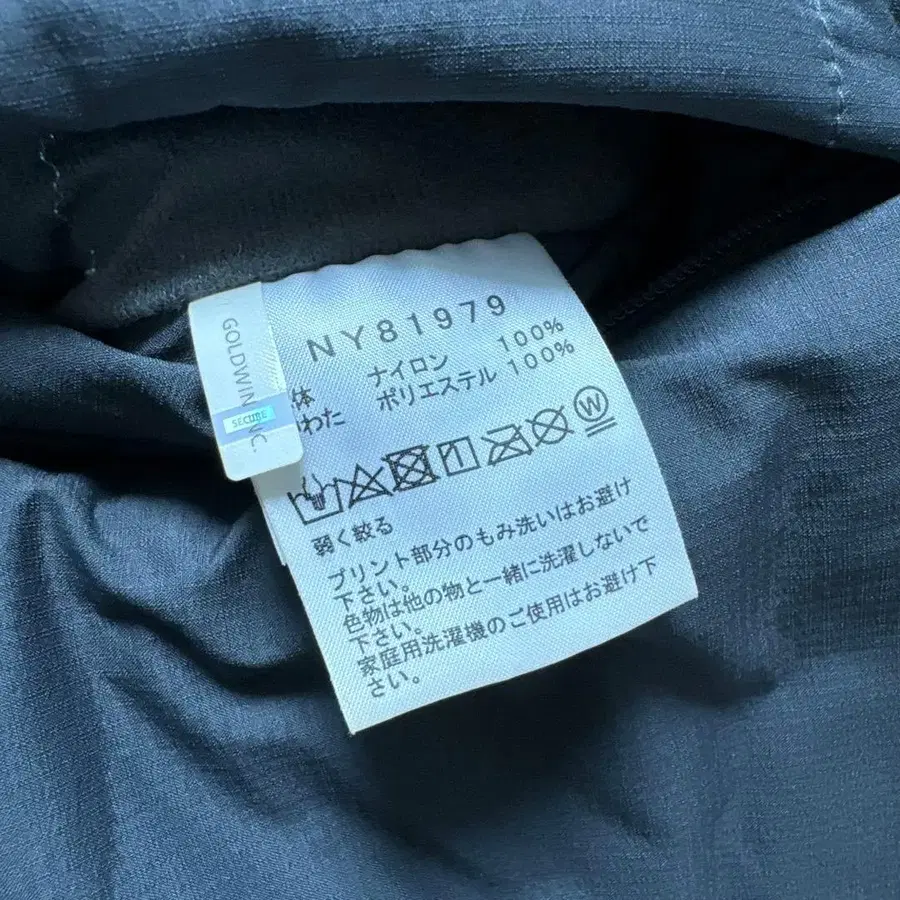 NY81979
体 ナイロン 100%
わた ポリエステル 100%
GOLDWIN INC.
SECURE
W
弱く絞る
プリント部分のもみ洗いはお避け
下さい。
色物は他の物と一緒に洗濯しないで
下さい。
家庭用洗濯機のご使用はお避け下
さい。